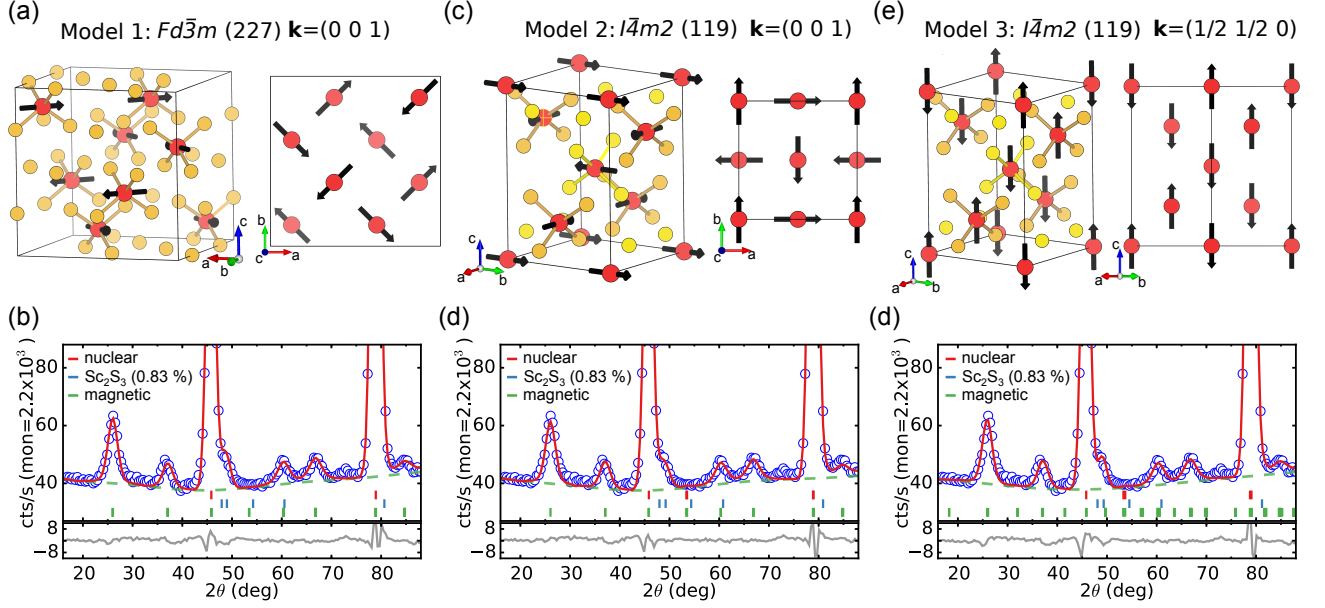 (a)
Model 1: Fd3̅m (227) k=(0 0 1)
c
a
b
b
c
a
(c)
Model 2: I4̅m2 (119) k=(0 0 1)
c
a
b
b
c
a
(e)
Model 3: I4̅m2 (119) k=(1/2 1/2 0)
c
a
b
c
a
b
(b)
cts/s (mon=2.2x10³)
80
60
40
8
−8
nuclear
Sc₂S₃ (0.83 %)
magnetic
20 30 40 50 60 70 80
2θ (deg)
(d)
cts/s (mon=2.2x10³)
80
60
40
8
−8
nuclear
Sc₂S₃ (0.83 %)
magnetic
20 30 40 50 60 70 80
2θ (deg)
(d)
cts/s (mon=2.2x10³)
80
60
40
8
−8
nuclear
Sc₂S₃ (0.83 %)
magnetic
20 30 40 50 60 70 80
2θ (deg)